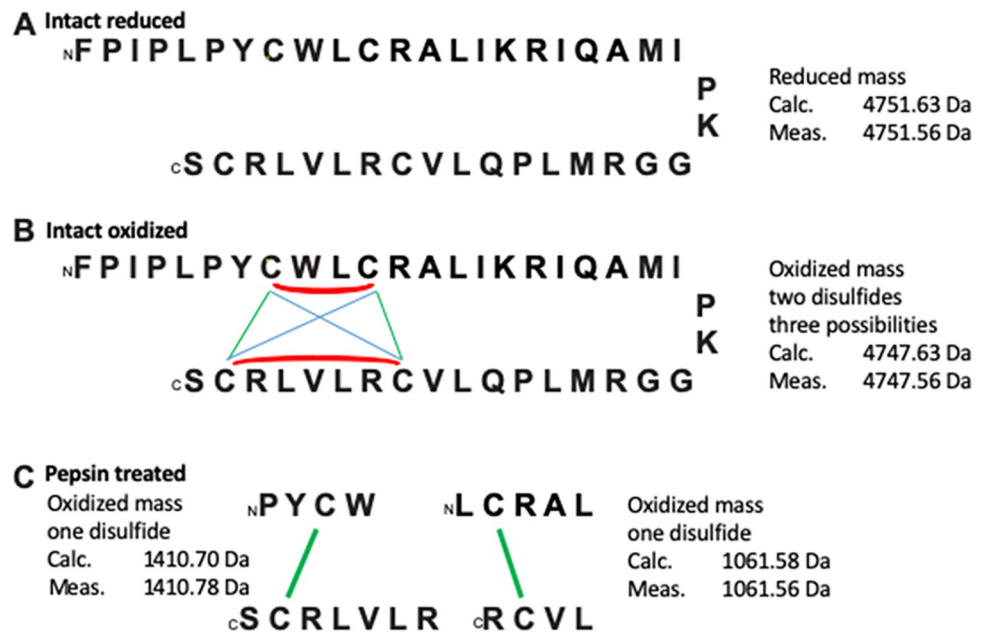 A Intact reduced
NFPIPLPYCWLCRALIKRIQAMI
P
K
CSCRLVLRCVLQPLMRGG
Reduced mass
Calc. 4751.63 Da
Meas. 4751.56 Da
B Intact oxidized
NFPIPLPYCWLCRALIKRIQAMI
P
K
CSCRLVLRCVLQPLMRGG
Oxidized mass
two disulfides
three possibilities
Calc. 4747.63 Da
Meas. 4747.56 Da
C Pepsin treated
Oxidized mass
one disulfide
Calc. 1410.70 Da
Meas. 1410.78 Da
NPYCW
CSCRLVLR
NLCRAL
CRCVL
Oxidized mass
one disulfide
Calc. 1061.58 Da
Meas. 1061.56 Da